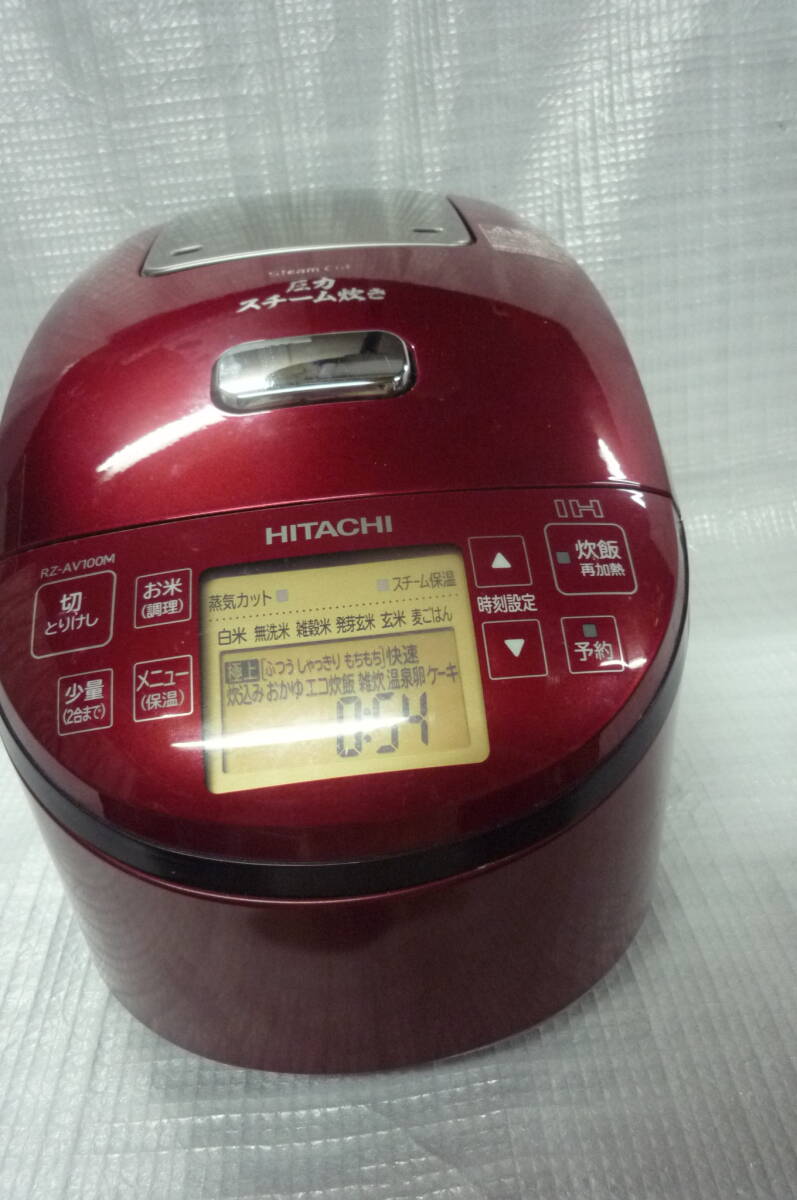 Steam Cut
圧力
スチーム炊き
HITACHI
IH
RZ-AV100M
切
とりけし
お米
(調理)
少量
(2合まで)
メニュー
(保温)
蒸気カット
スチーム保温
白米 無洗米 雑穀米 発芽玄米 玄米 麦ごはん
極上 [ふつう しゃっきり もちもち] 快速
炊込み おかゆ エコ炊飯 雑炊 温泉卵 ケーキ
0:54
時刻設定
炊飯
再加熱
予約